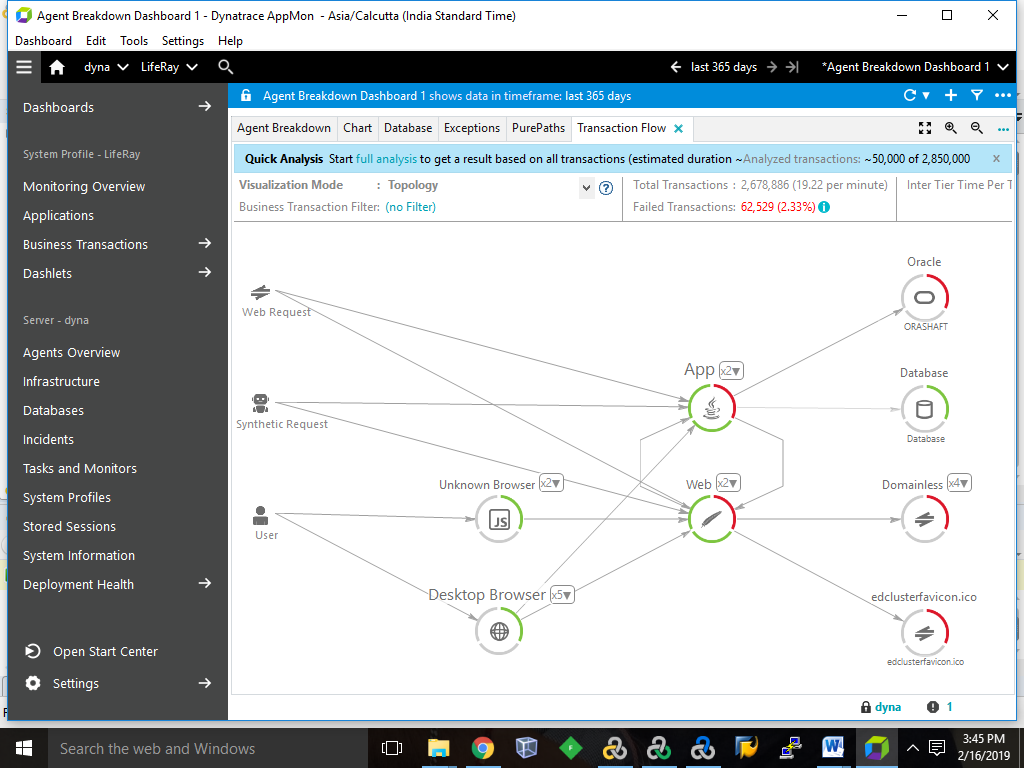 Agent Breakdown Dashboard 1 - Dynatrace AppMon - Asia/Calcutta (India Standard Time)
Dashboard Edit Tools Settings Help
dyna LifeRay last 365 days *Agent Breakdown Dashboard 1
Agent Breakdown Dashboard 1 shows data in timeframe: last 365 days
Dashboards
System Profile - LifeRay
Monitoring Overview
Applications
Business Transactions
Dashlets
Server - dyna
Agents Overview
Infrastructure
Databases
Incidents
Tasks and Monitors
System Profiles
Stored Sessions
System Information
Deployment Health
Open Start Center
Settings
Agent Breakdown Chart Database Exceptions PurePaths Transaction Flow
Quick Analysis Start full analysis to get a result based on all transactions (estimated duration ~Analyzed transactions: ~50,000 of 2,850,000
Visualization Mode : Topology
Business Transaction Filter: (no Filter)
Total Transactions : 2,678,886 (19.22 per minute)
Failed Transactions: 62,529 (2.33%)
Inter Tier Time Per T
Web Request
Synthetic Request
User
Unknown Browser x2
JS
Desktop Browser x5
App x2
Web x2
Oracle
ORASHAFT
Database
Database
Domainless x4
edclusterfavicon.ico
edclusterfavicon.ico
dyna 1
Search the web and Windows
3:45 PM
2/16/2019